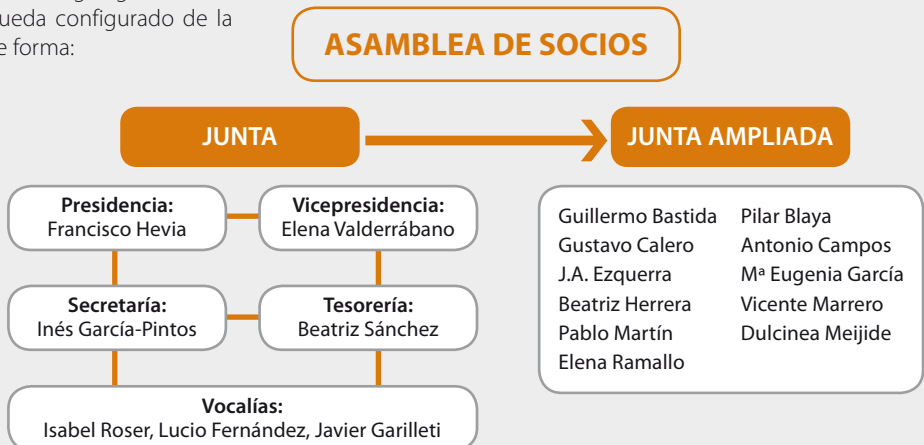 ueda configurado de la
e forma:
ASAMBLEA DE SOCIOS
JUNTA
JUNTA AMPLIADA
Presidencia:
Francisco Hevia
Vicepresidencia:
Elena Valderrábano
Secretaría:
Inés García-Pintos
Tesorería:
Beatriz Sánchez
Vocalías:
Isabel Roser, Lucio Fernández, Javier Garilleti
Guillermo Bastida
Gustavo Calero
J.A. Ezquerra
Beatriz Herrera
Pablo Martín
Elena Ramallo
Pilar Blaya
Antonio Campos
Mª Eugenia García
Vicente Marrero
Dulcinea Meijide